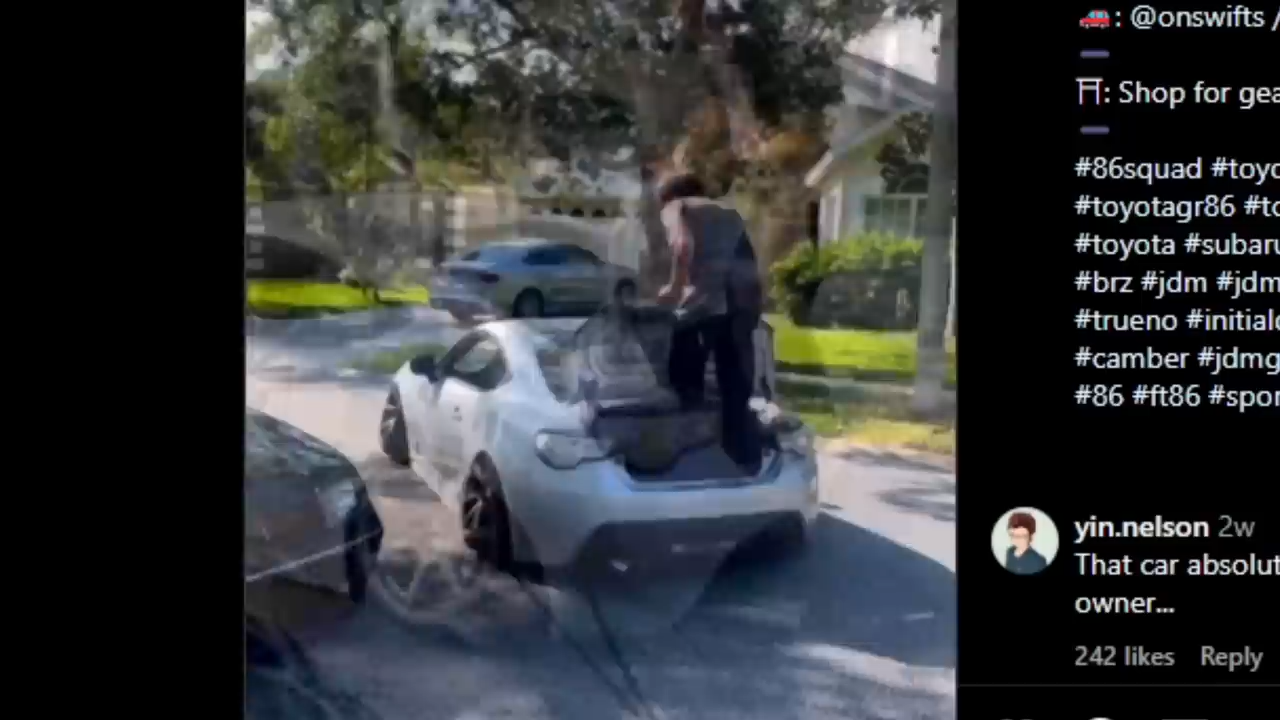 🚗: @onswifts /
➖
⛩: Shop for gea
➖
#86squad #toyo
#toyotagr86 #to
#toyota #subaru
#brz #jdm #jdm
#trueno #initiald
#camber #jdmg
#86 #ft86 #spor
yin.nelson 2w
That car absolut
owner...
242 likes Reply